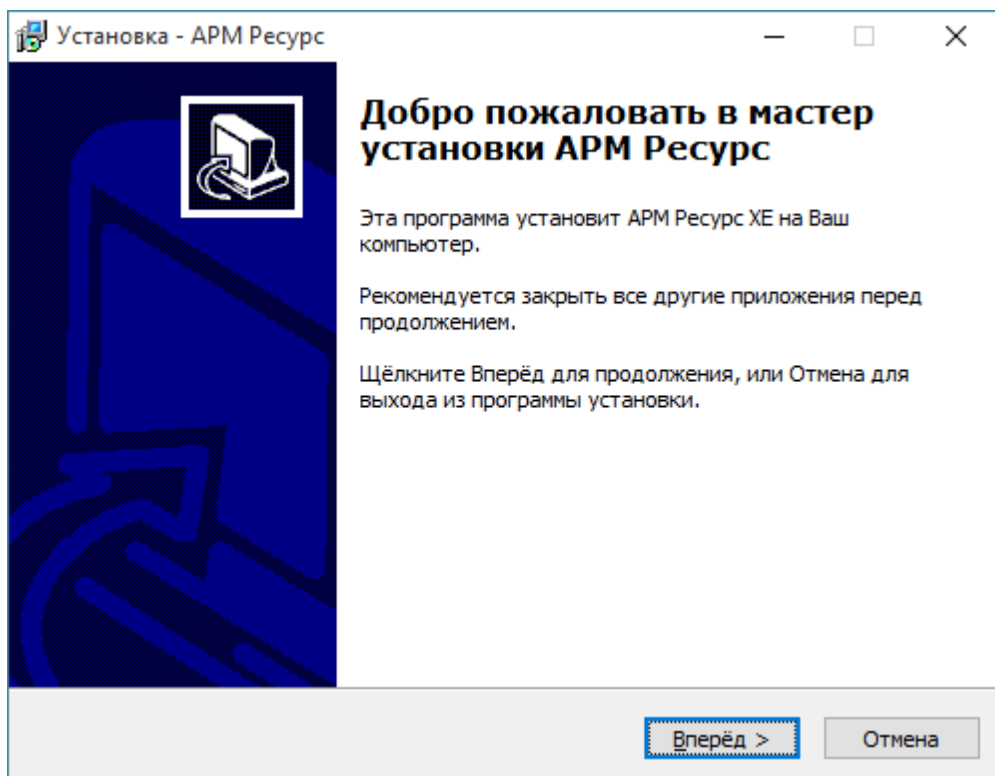 Установка - АРМ Ресурс
Добро пожаловать в мастер
установки АРМ Ресурс
Эта программа установит АРМ Ресурс XE на Ваш
компьютер.
Рекомендуется закрыть все другие приложения перед
продолжением.
Щёлкните Вперёд для продолжения, или Отмена для
выхода из программы установки.
Вперёд >
Отмена